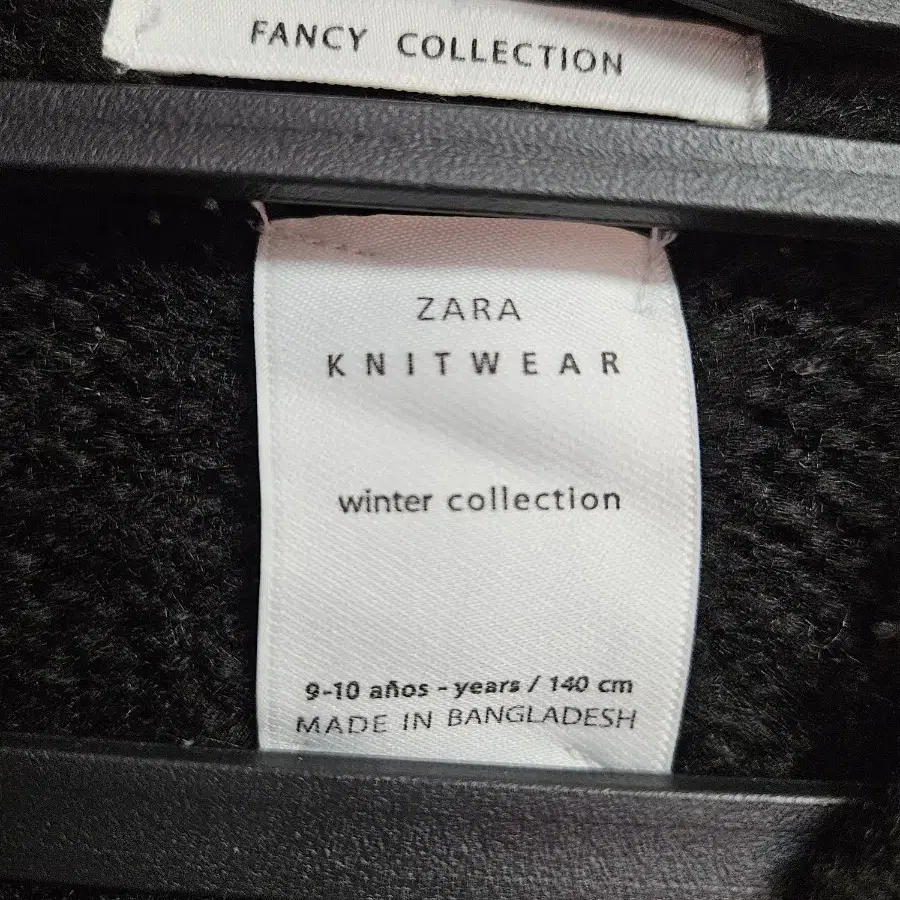 FANCY COLLECTION
ZARA
KNITWEAR
winter collection
9-10 años - years / 140 cm
MADE IN BANGLADESH